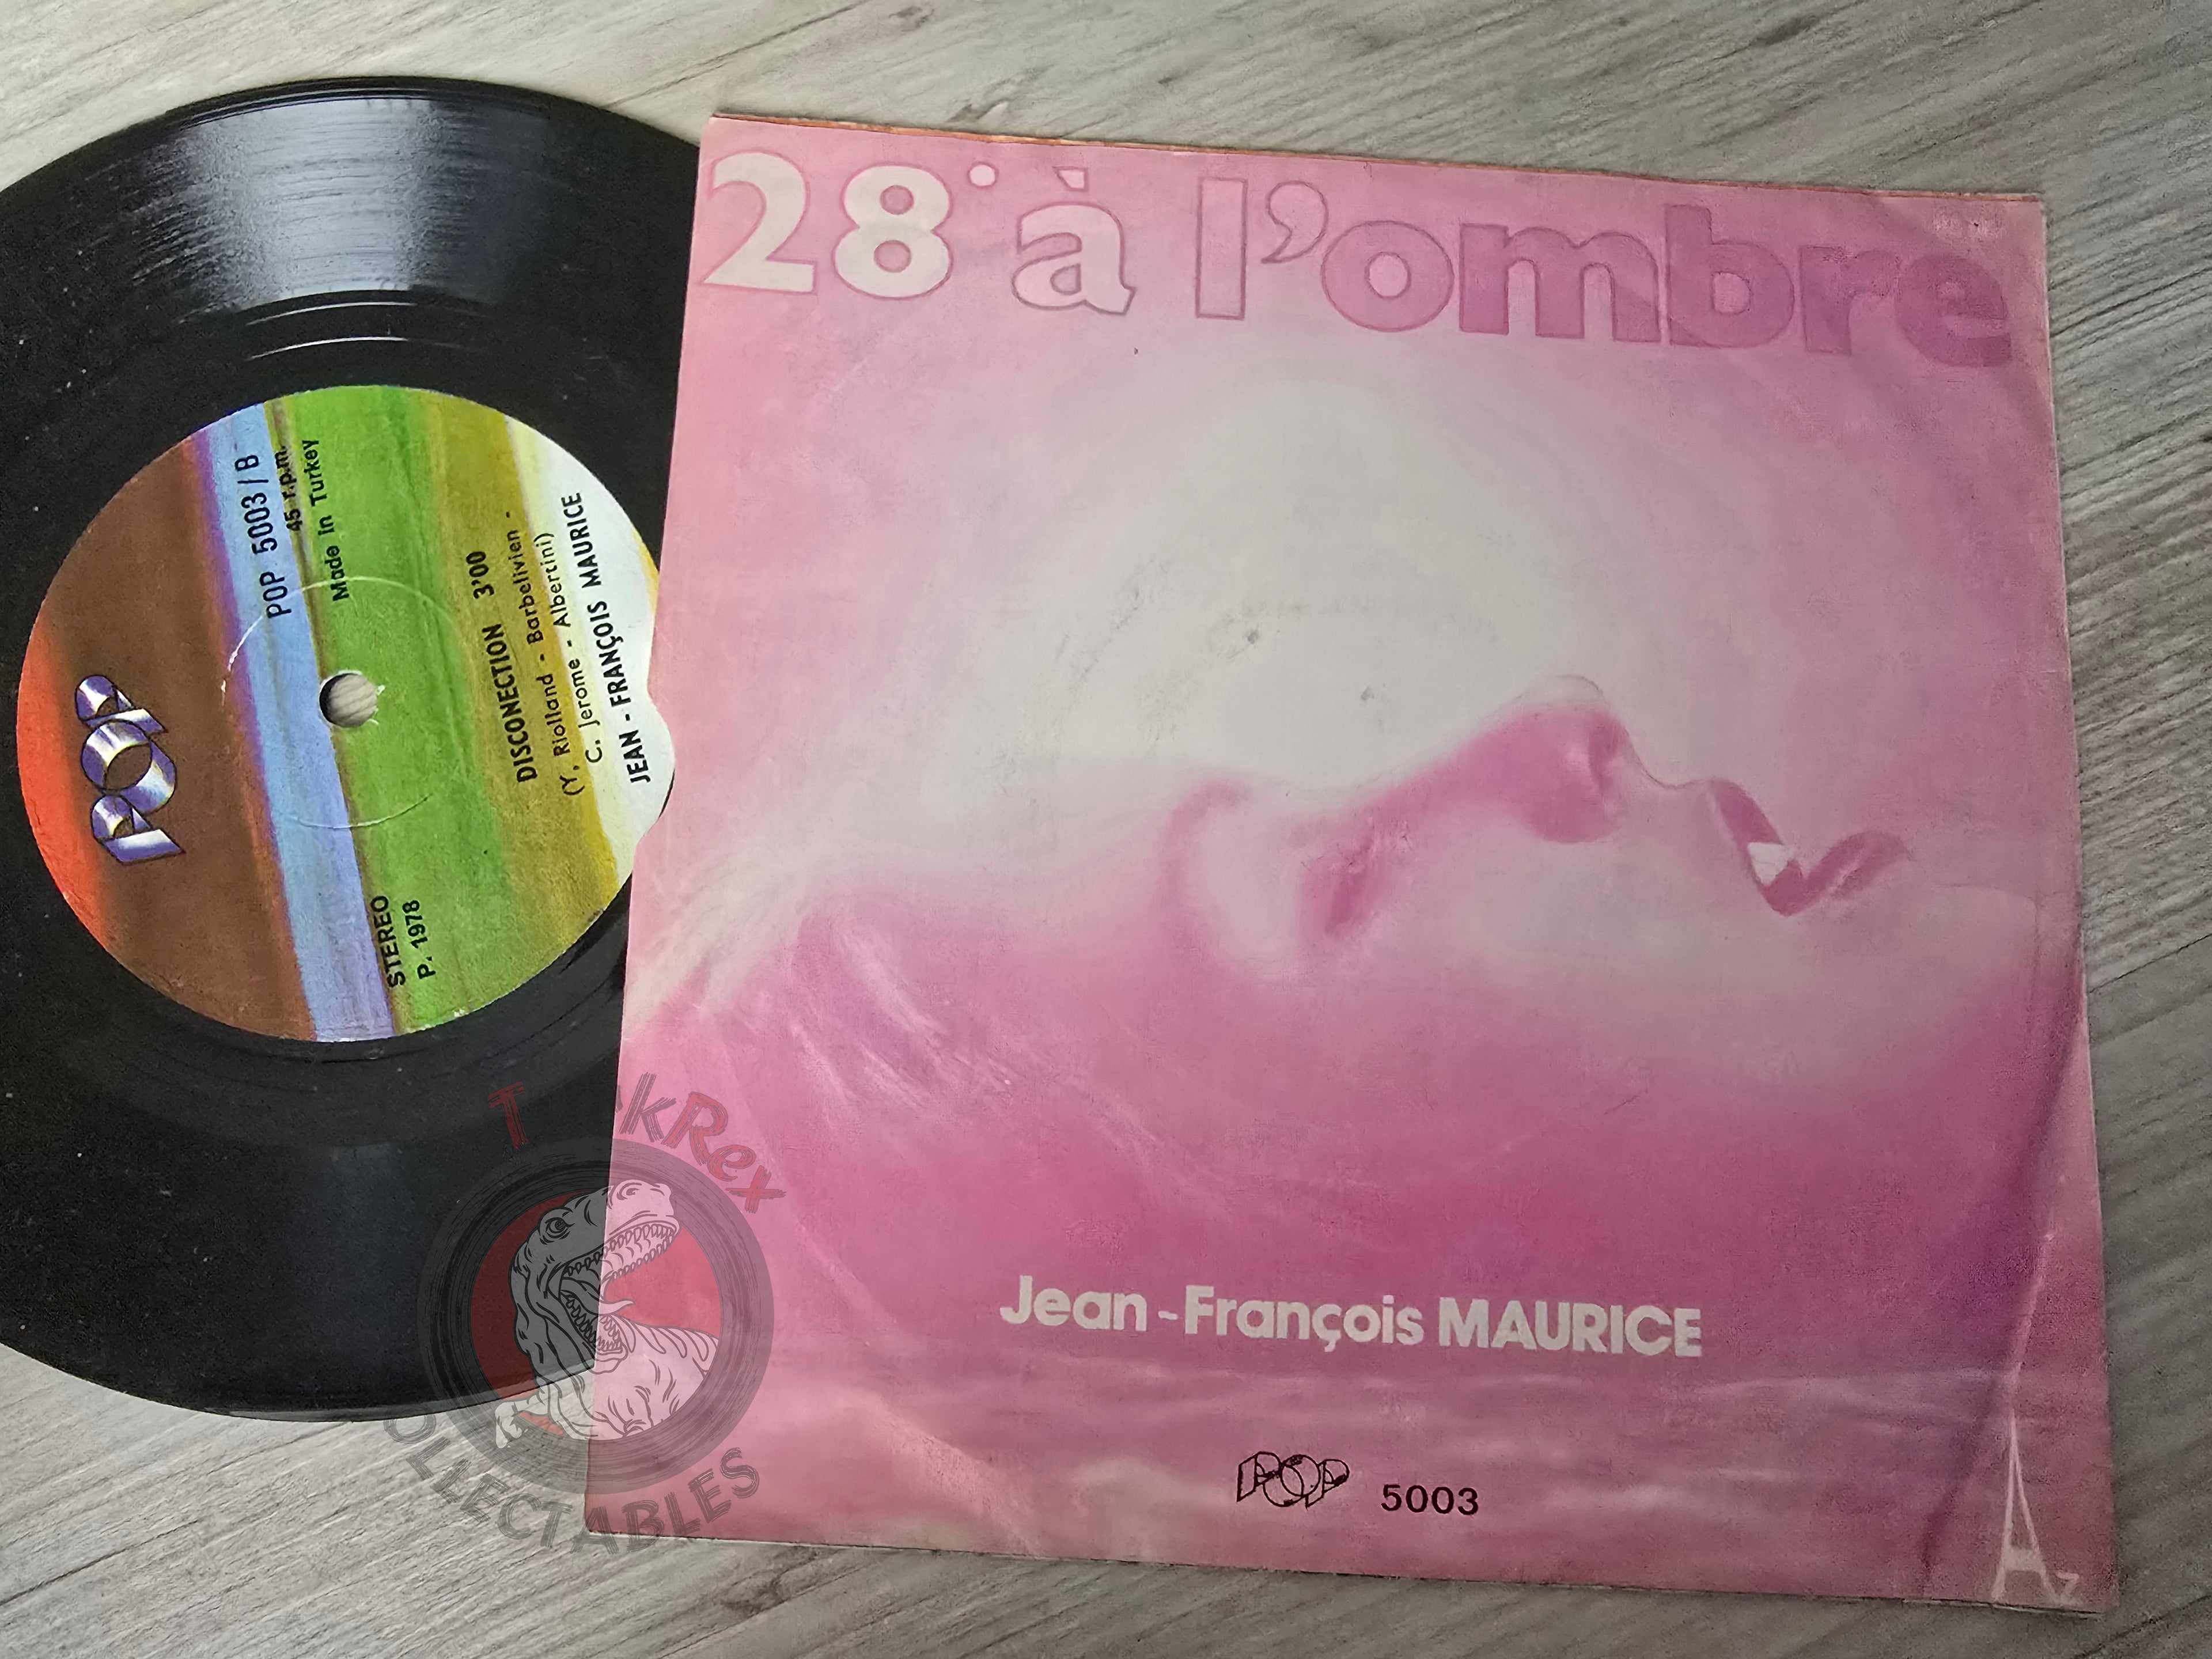 28° à l'ombre
Jean-François MAURICE
POP 5003
Az
POP
POP 5003/B
45 r.p.m.
Made In Turkey
STEREO
P. 1978
DISCONECTION 3'00
(Y. Riolland - Barbelivien -
C. Jerome - Albertini)
JEAN - FRANÇOIS MAURICE